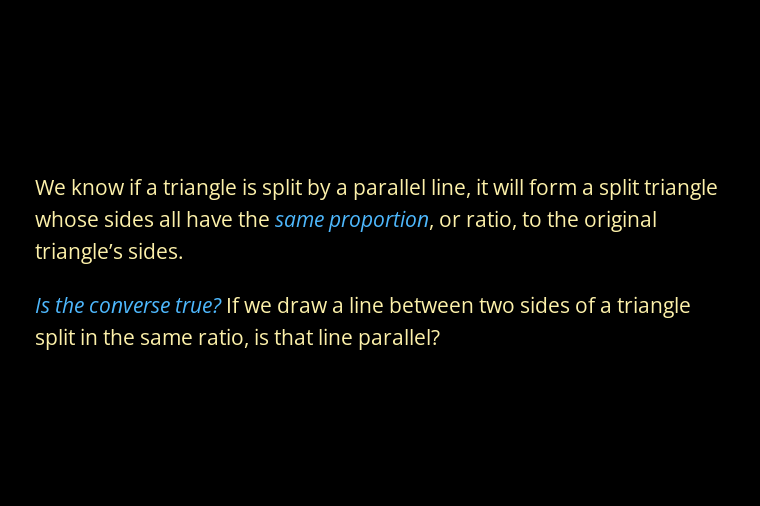 We know if a triangle is split by a parallel line, it will form a split triangle
whose sides all have the same proportion, or ratio, to the original
triangle’s sides.
Is the converse true? If we draw a line between two sides of a triangle
split in the same ratio, is that line parallel?